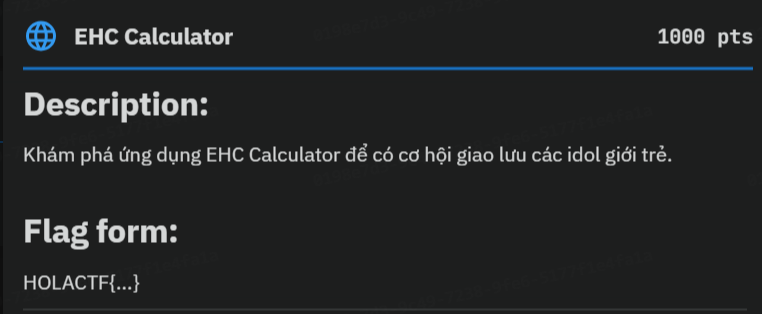 EHC Calculator
1000 pts
Description:
Khám phá ứng dụng EHC Calculator để có cơ hội giao lưu các idol giới trẻ.
Flag form:
HOLACTF{...}